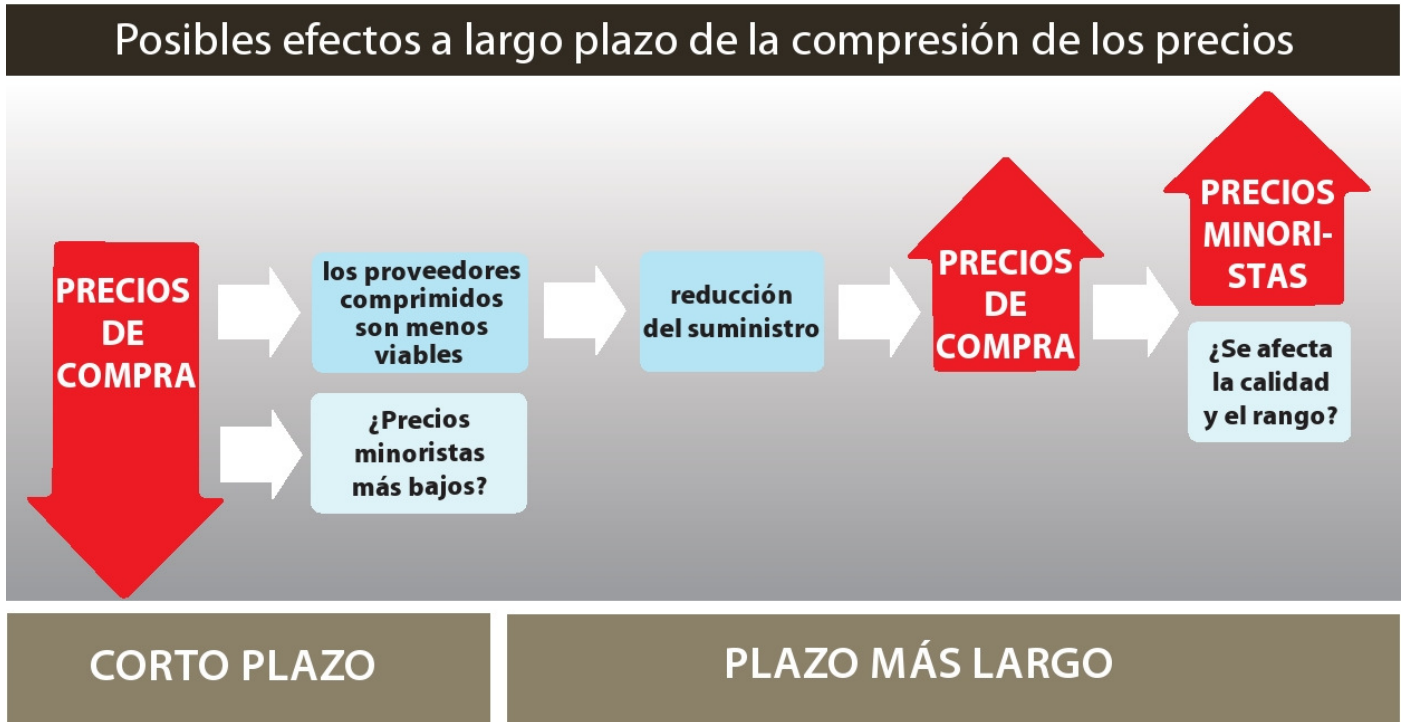 Posibles efectos a largo plazo de la compresión de los precios
PRECIOS
DE
COMPRA
los proveedores
comprimidos
son menos
viables
¿Precios
minoristas
más bajos?
reducción
del suministro
PRECIOS
DE
COMPRA
PRECIOS
MINORI-
STAS
¿Se afecta
la calidad
y el rango?
CORTO PLAZO
PLAZO MÁS LARGO